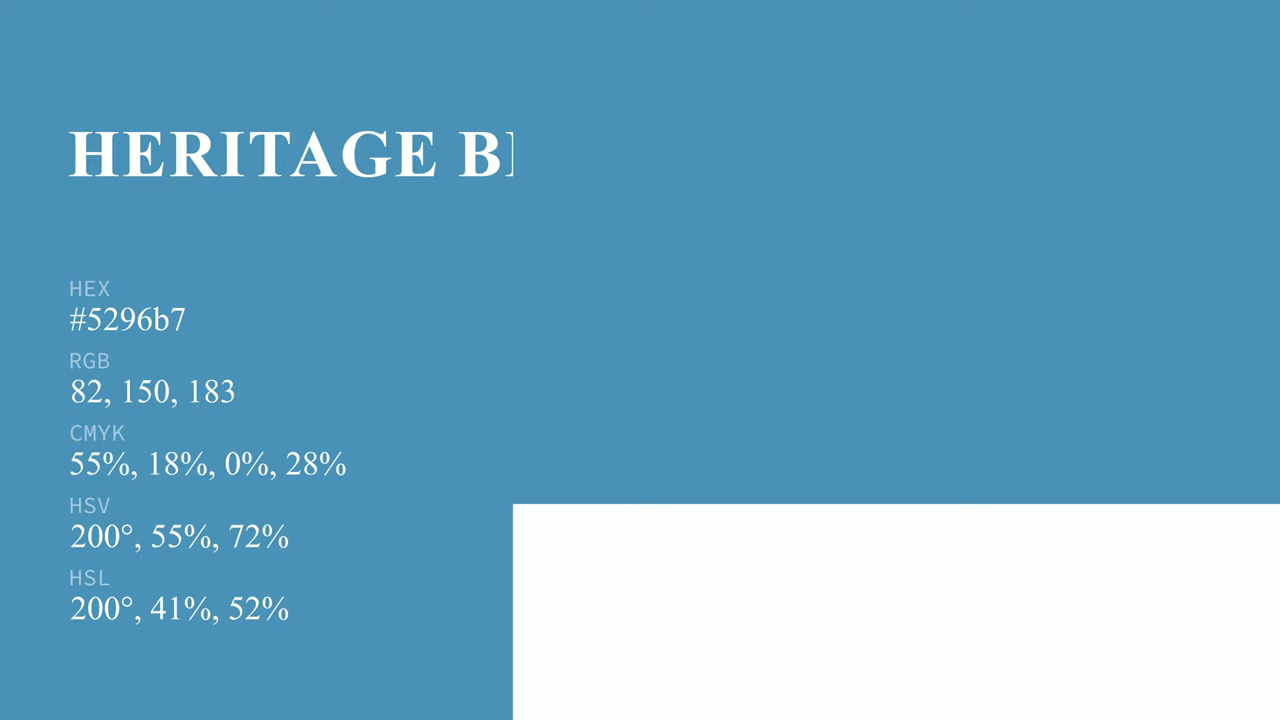 HERITAGE
HEX
#5296b7
RGB
82, 150, 183
CMYK
55%, 18%, 0%, 28%
HSV
200°, 55%, 72%
HSL
200°, 41%, 52%